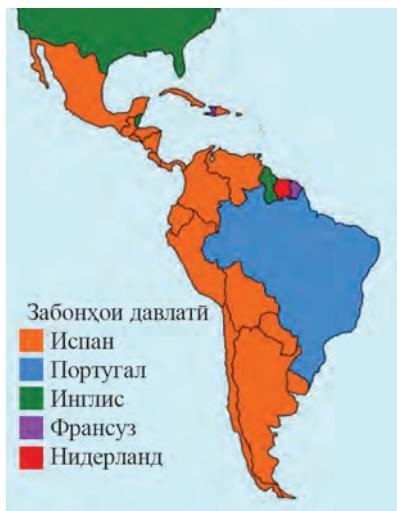 Забонҳои давлатӣ
Испан
Португал
Инглис
Франсуз
Нидерланд